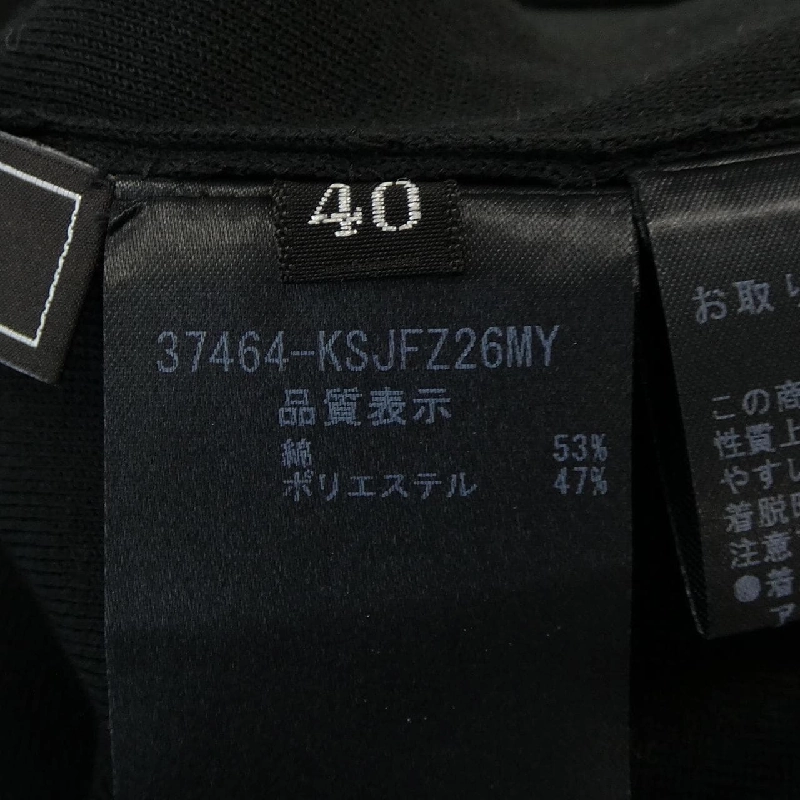 40
37464-KSJFZ26MY
品質表示
綿 53%
ポリエステル 47%
お取り
この商
性質上
やすい
着脱時
注意
●着
ア